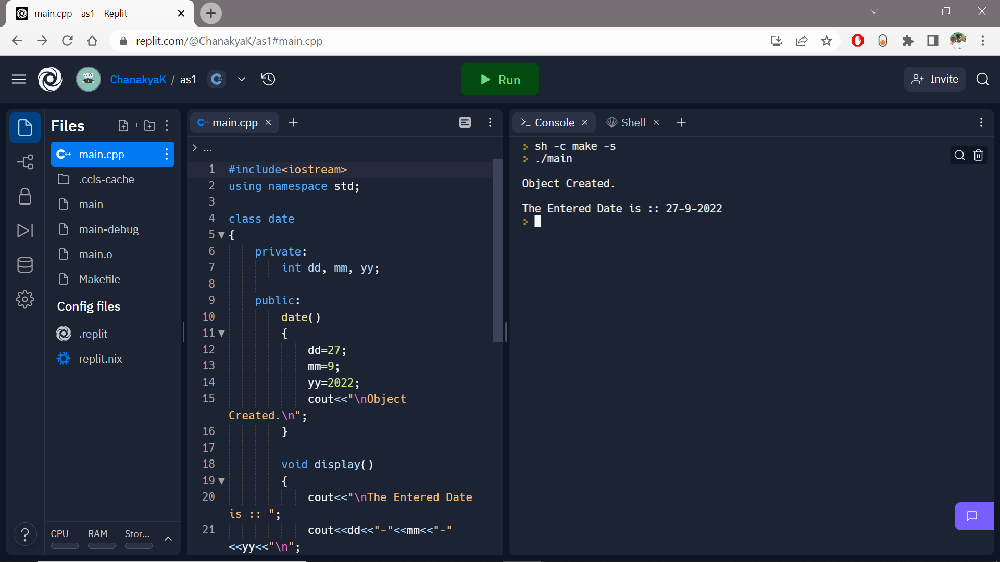 main.cpp - as1 - Replit
replit.com/@ChanakyaK/as1#main.cpp
ChanakyaK / as1
Run
Invite
Files
main.cpp
.ccls-cache
main
main-debug
main.o
Makefile
Config files
.replit
replit.nix
CPU RAM Stor...
main.cpp
...
1 #include<iostream>
2 using namespace std;
3
4 class date
5 {
6 private:
7 int dd, mm, yy;
8
9 public:
10 date()
11 {
12 dd=27;
13 mm=9;
14 yy=2022;
15 cout<<"\nObject
Created.\n";
16 }
17
18 void display()
19 {
20 cout<<"\nThe Entered Date
is :: ";
21 cout<<dd<<"-"<<mm<<"-"
<<yy<<"\n";
Console Shell
sh -c make -s
./main
Object Created.
The Entered Date is :: 27-9-2022